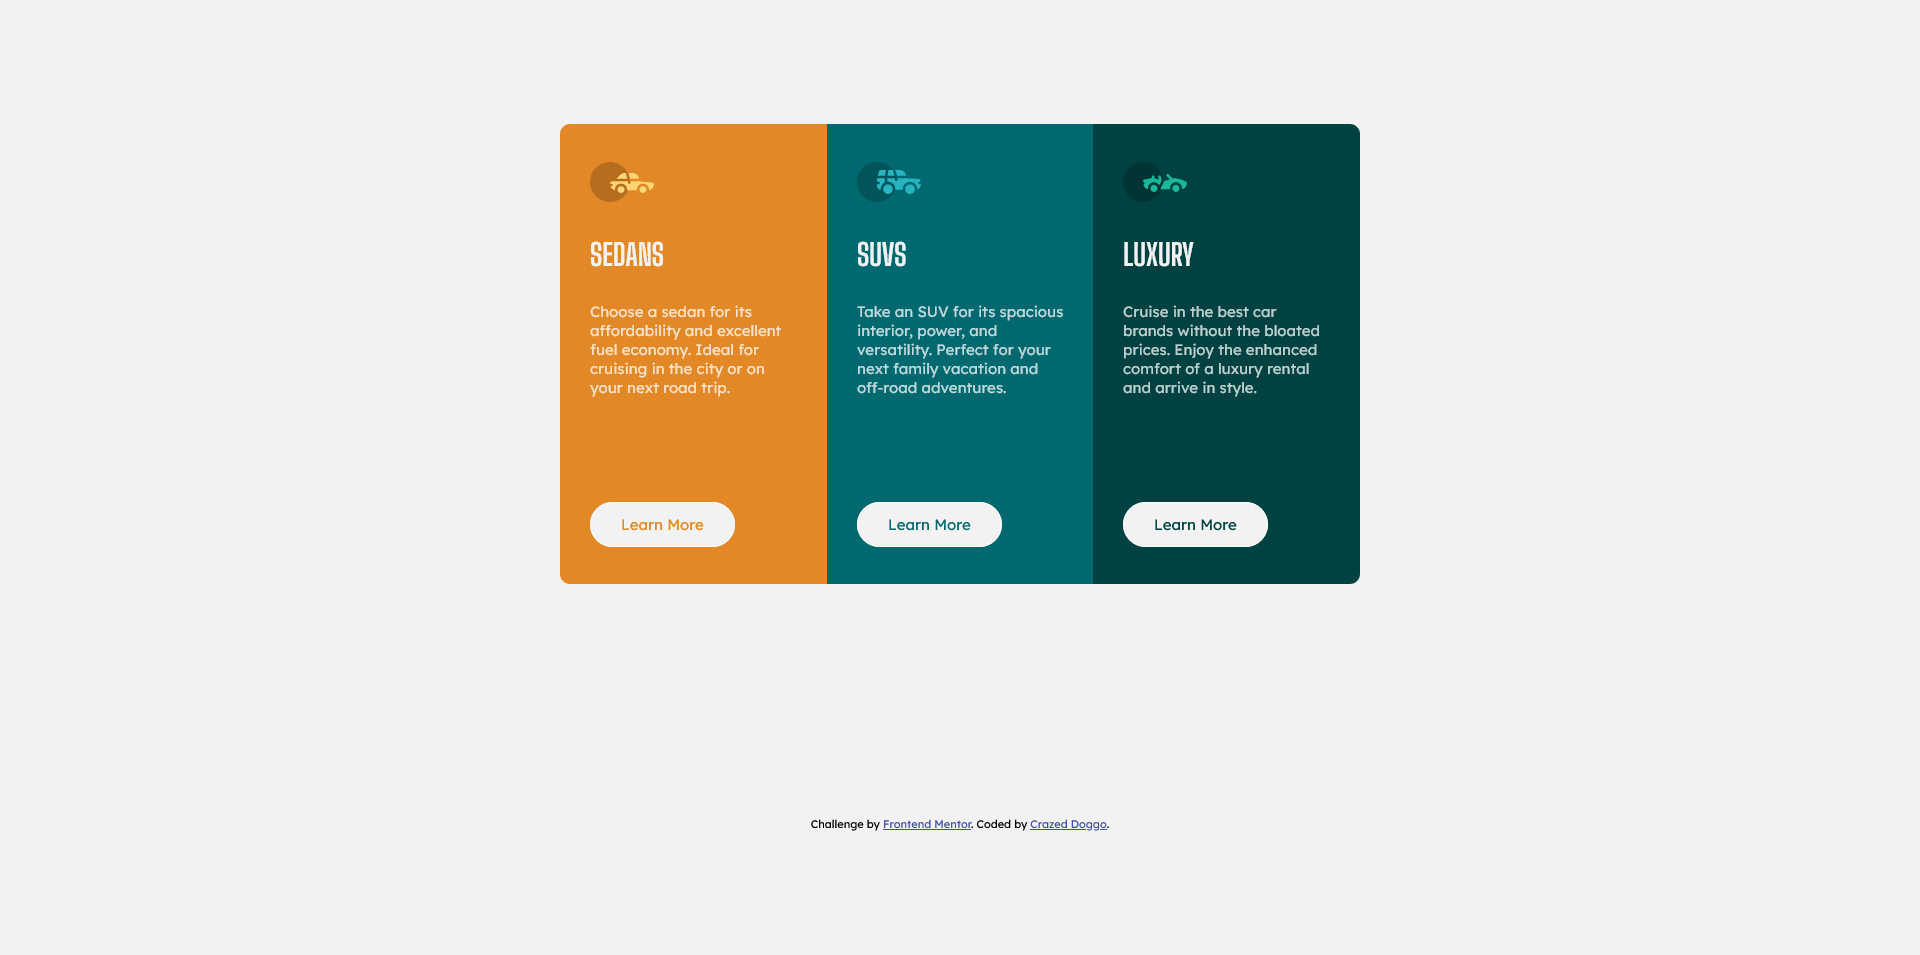 SEDANS
Choose a sedan for its
affordability and excellent
fuel economy. Ideal for
cruising in the city or on
your next road trip.
Learn More
SUVS
Take an SUV for its spacious
interior, power, and
versatility. Perfect for your
next family vacation and
off-road adventures.
Learn More
LUXURY
Cruise in the best car
brands without the bloated
prices. Enjoy the enhanced
comfort of a luxury rental
and arrive in style.
Learn More
Challenge by Frontend Mentor. Coded by Crazed Doggo.